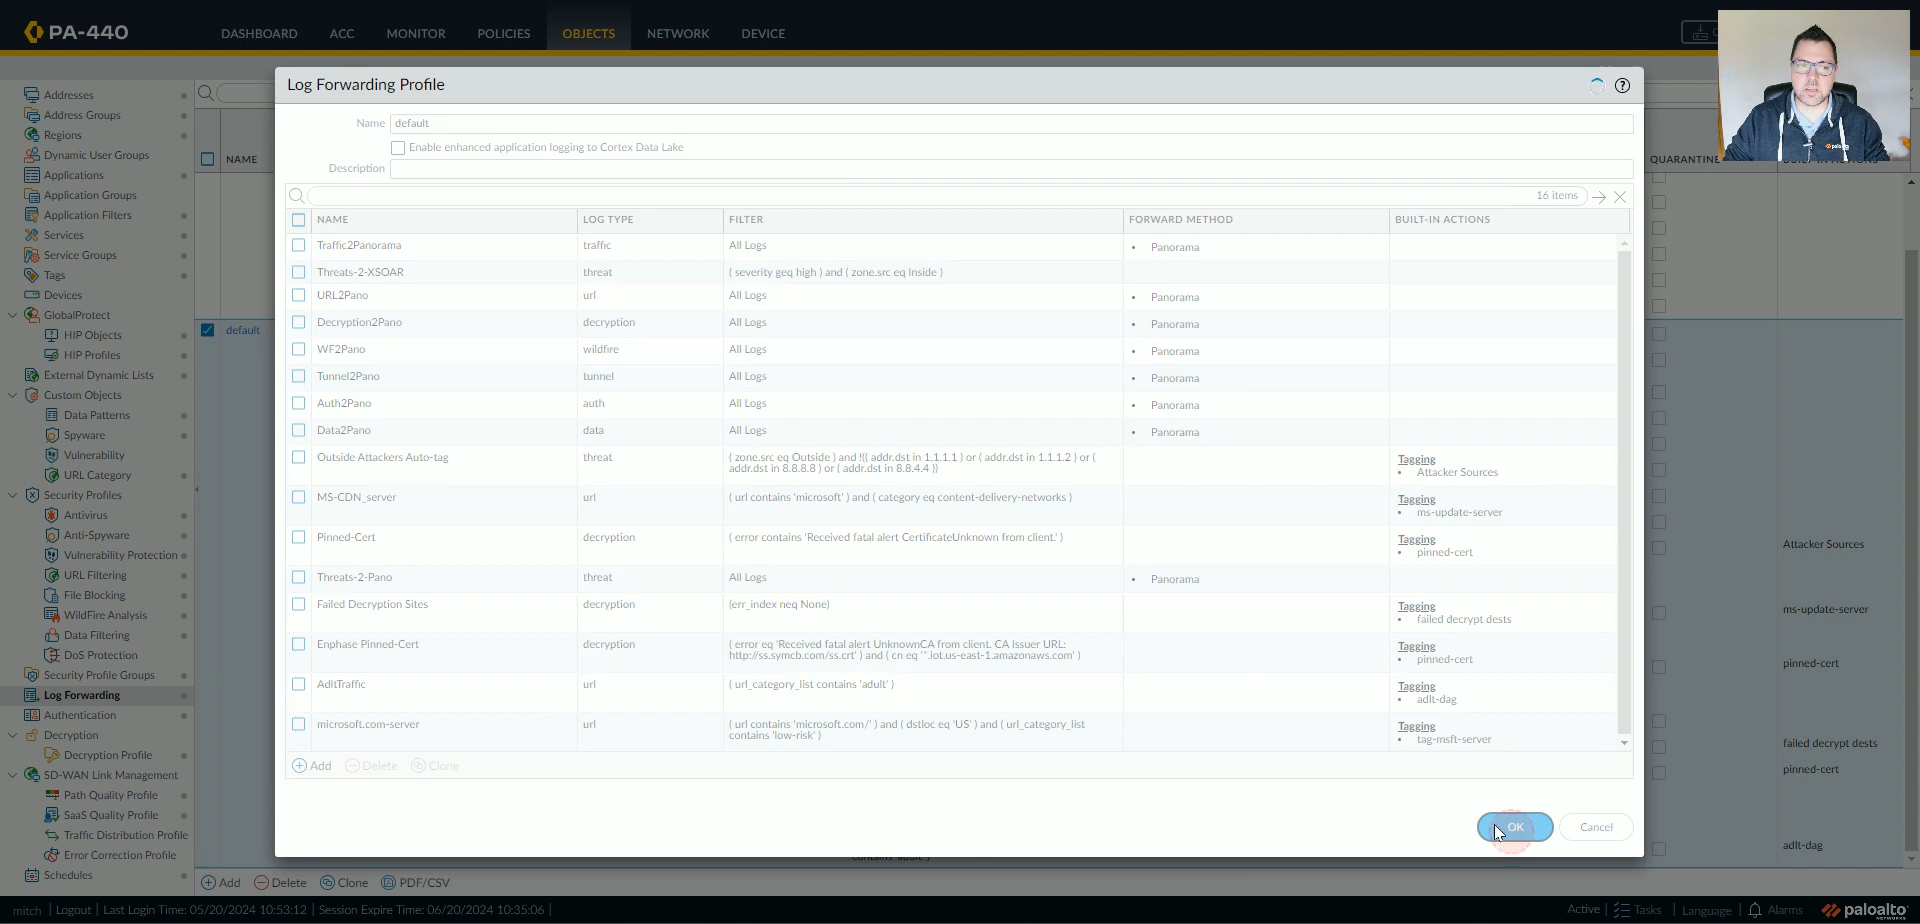 PA-440
DASHBOARD
ACC
MONITOR
POLICIES
OBJECTS
NETWORK
DEVICE
Addresses
Address Groups
Regions
Dynamic User Groups
Applications
Application Groups
Application Filters
Services
Service Groups
Tags
Devices
GlobalProtect
HIP Objects
HIP Profiles
External Dynamic Lists
Custom Objects
Data Patterns
Spyware
Vulnerability
URL Category
Security Profiles
Antivirus
Anti-Spyware
Vulnerability Protection
URL Filtering
File Blocking
WildFire Analysis
Data Filtering
DoS Protection
Security Profile Groups
Log Forwarding
Authentication
Decryption
Decryption Profile
SD-WAN Link Management
Path Quality Profile
SaaS Quality Profile
Traffic Distribution Profile
Error Correction Profile
Schedules
NAME
default
Log Forwarding Profile
Name default
Enable enhanced application logging to Cortex Data Lake
Description
16 items
NAME LOG TYPE FILTER FORWARD METHOD BUILT-IN ACTIONS
Traffic2Panorama traffic All Logs • Panorama
Threats-2-XSOAR threat ( severity geq high ) and ( zone.src eq Inside )
URL2Pano url All Logs • Panorama
Decryption2Pano decryption All Logs • Panorama
WF2Pano wildfire All Logs • Panorama
Tunnel2Pano tunnel All Logs • Panorama
Auth2Pano auth All Logs • Panorama
Data2Pano data All Logs • Panorama
Outside Attackers Auto-tag threat ( zone.src eq Outside ) and !(( addr.dst in 1.1.1.1 ) or ( addr.dst in 1.1.1.2 ) or ( Tagging
addr.dst in 8.8.8.8 ) or ( addr.dst in 8.8.4.4 )) • Attacker Sources
MS-CDN_server url ( url contains 'microsoft' ) and ( category eq content-delivery-networks ) Tagging
• ms-update-server
Pinned-Cert decryption ( error contains 'Received fatal alert CertificateUnknown from client.' ) Tagging
• pinned-cert
Threats-2-Pano threat All Logs • Panorama
Failed Decryption Sites decryption (err_index neq None) Tagging
• failed decrypt dests
Enphase Pinned-Cert decryption ( error eq 'Received fatal alert UnknownCA from client. CA Issuer URL: Tagging
http://ss.symcb.com/ss.crt' ) and ( cn eq '*.iot.us-east-1.amazonaws.com' ) • pinned-cert
AdltTraffic url ( url_category_list contains 'adult' ) Tagging
• adlt-dag
microsoft.com-server url ( url contains 'microsoft.com/' ) and ( dstloc eq 'US' ) and ( url_category_list Tagging
contains 'low-risk' ) • tag-msft-server
Add Delete Clone
OK Cancel
QUARANTINE
Attacker Sources
ms-update-server
pinned-cert
failed decrypt dests
pinned-cert
adlt-dag
Add Delete Clone PDF/CSV
mitch | Logout | Last Login Time: 05/20/2024 10:53:12 | Session Expire Time: 06/20/2024 10:35:06 |
Active | Tasks | Language | Alarms paloalto
NETWORKS